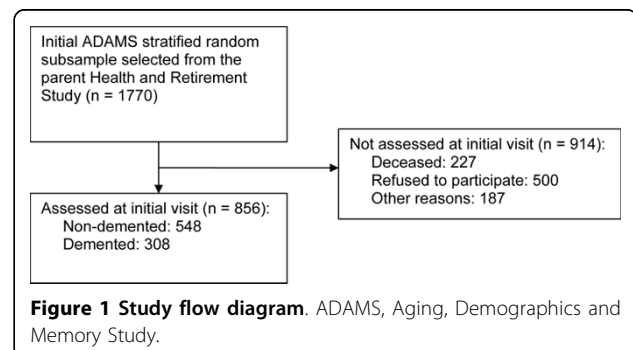 Initial ADAMS stratified random
subsample selected from the
parent Health and Retirement
Study (n = 1770)
Not assessed at initial visit (n = 914):
Deceased: 227
Refused to participate: 500
Other reasons: 187
Assessed at initial visit (n = 856):
Non-demented: 548
Demented: 308
Figure 1 Study flow diagram. ADAMS, Aging, Demographics and
Memory Study.